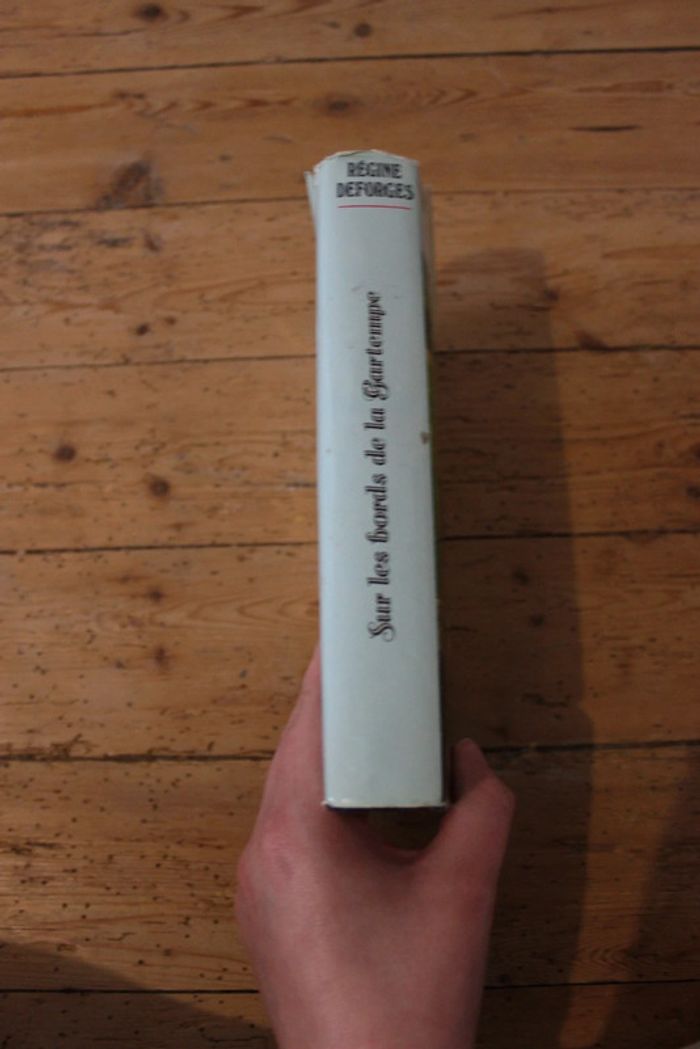 RÉGINE
DEFORGES
Sur les bords de la Gartempe